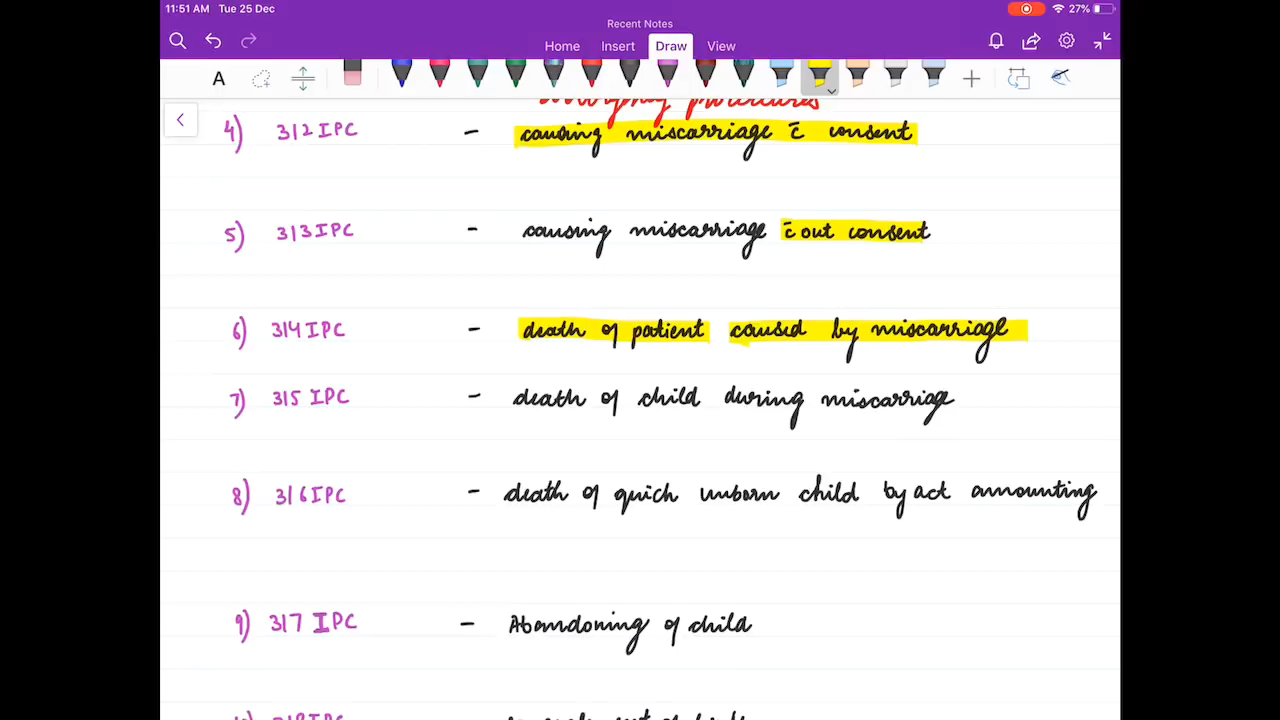 11:51 AM Tue 25 Dec
27%
Recent Notes
Home Insert Draw View
A
emergency procedures
4) 312 IPC - causing miscarriage c̄ consent
5) 313 IPC - causing miscarriage c̄out consent
6) 314 IPC - death of patient caused by miscarriage
7) 315 IPC - death of child during miscarriage
8) 316 IPC - death of quick unborn child by act amounting
9) 317 IPC - Abandoning of child